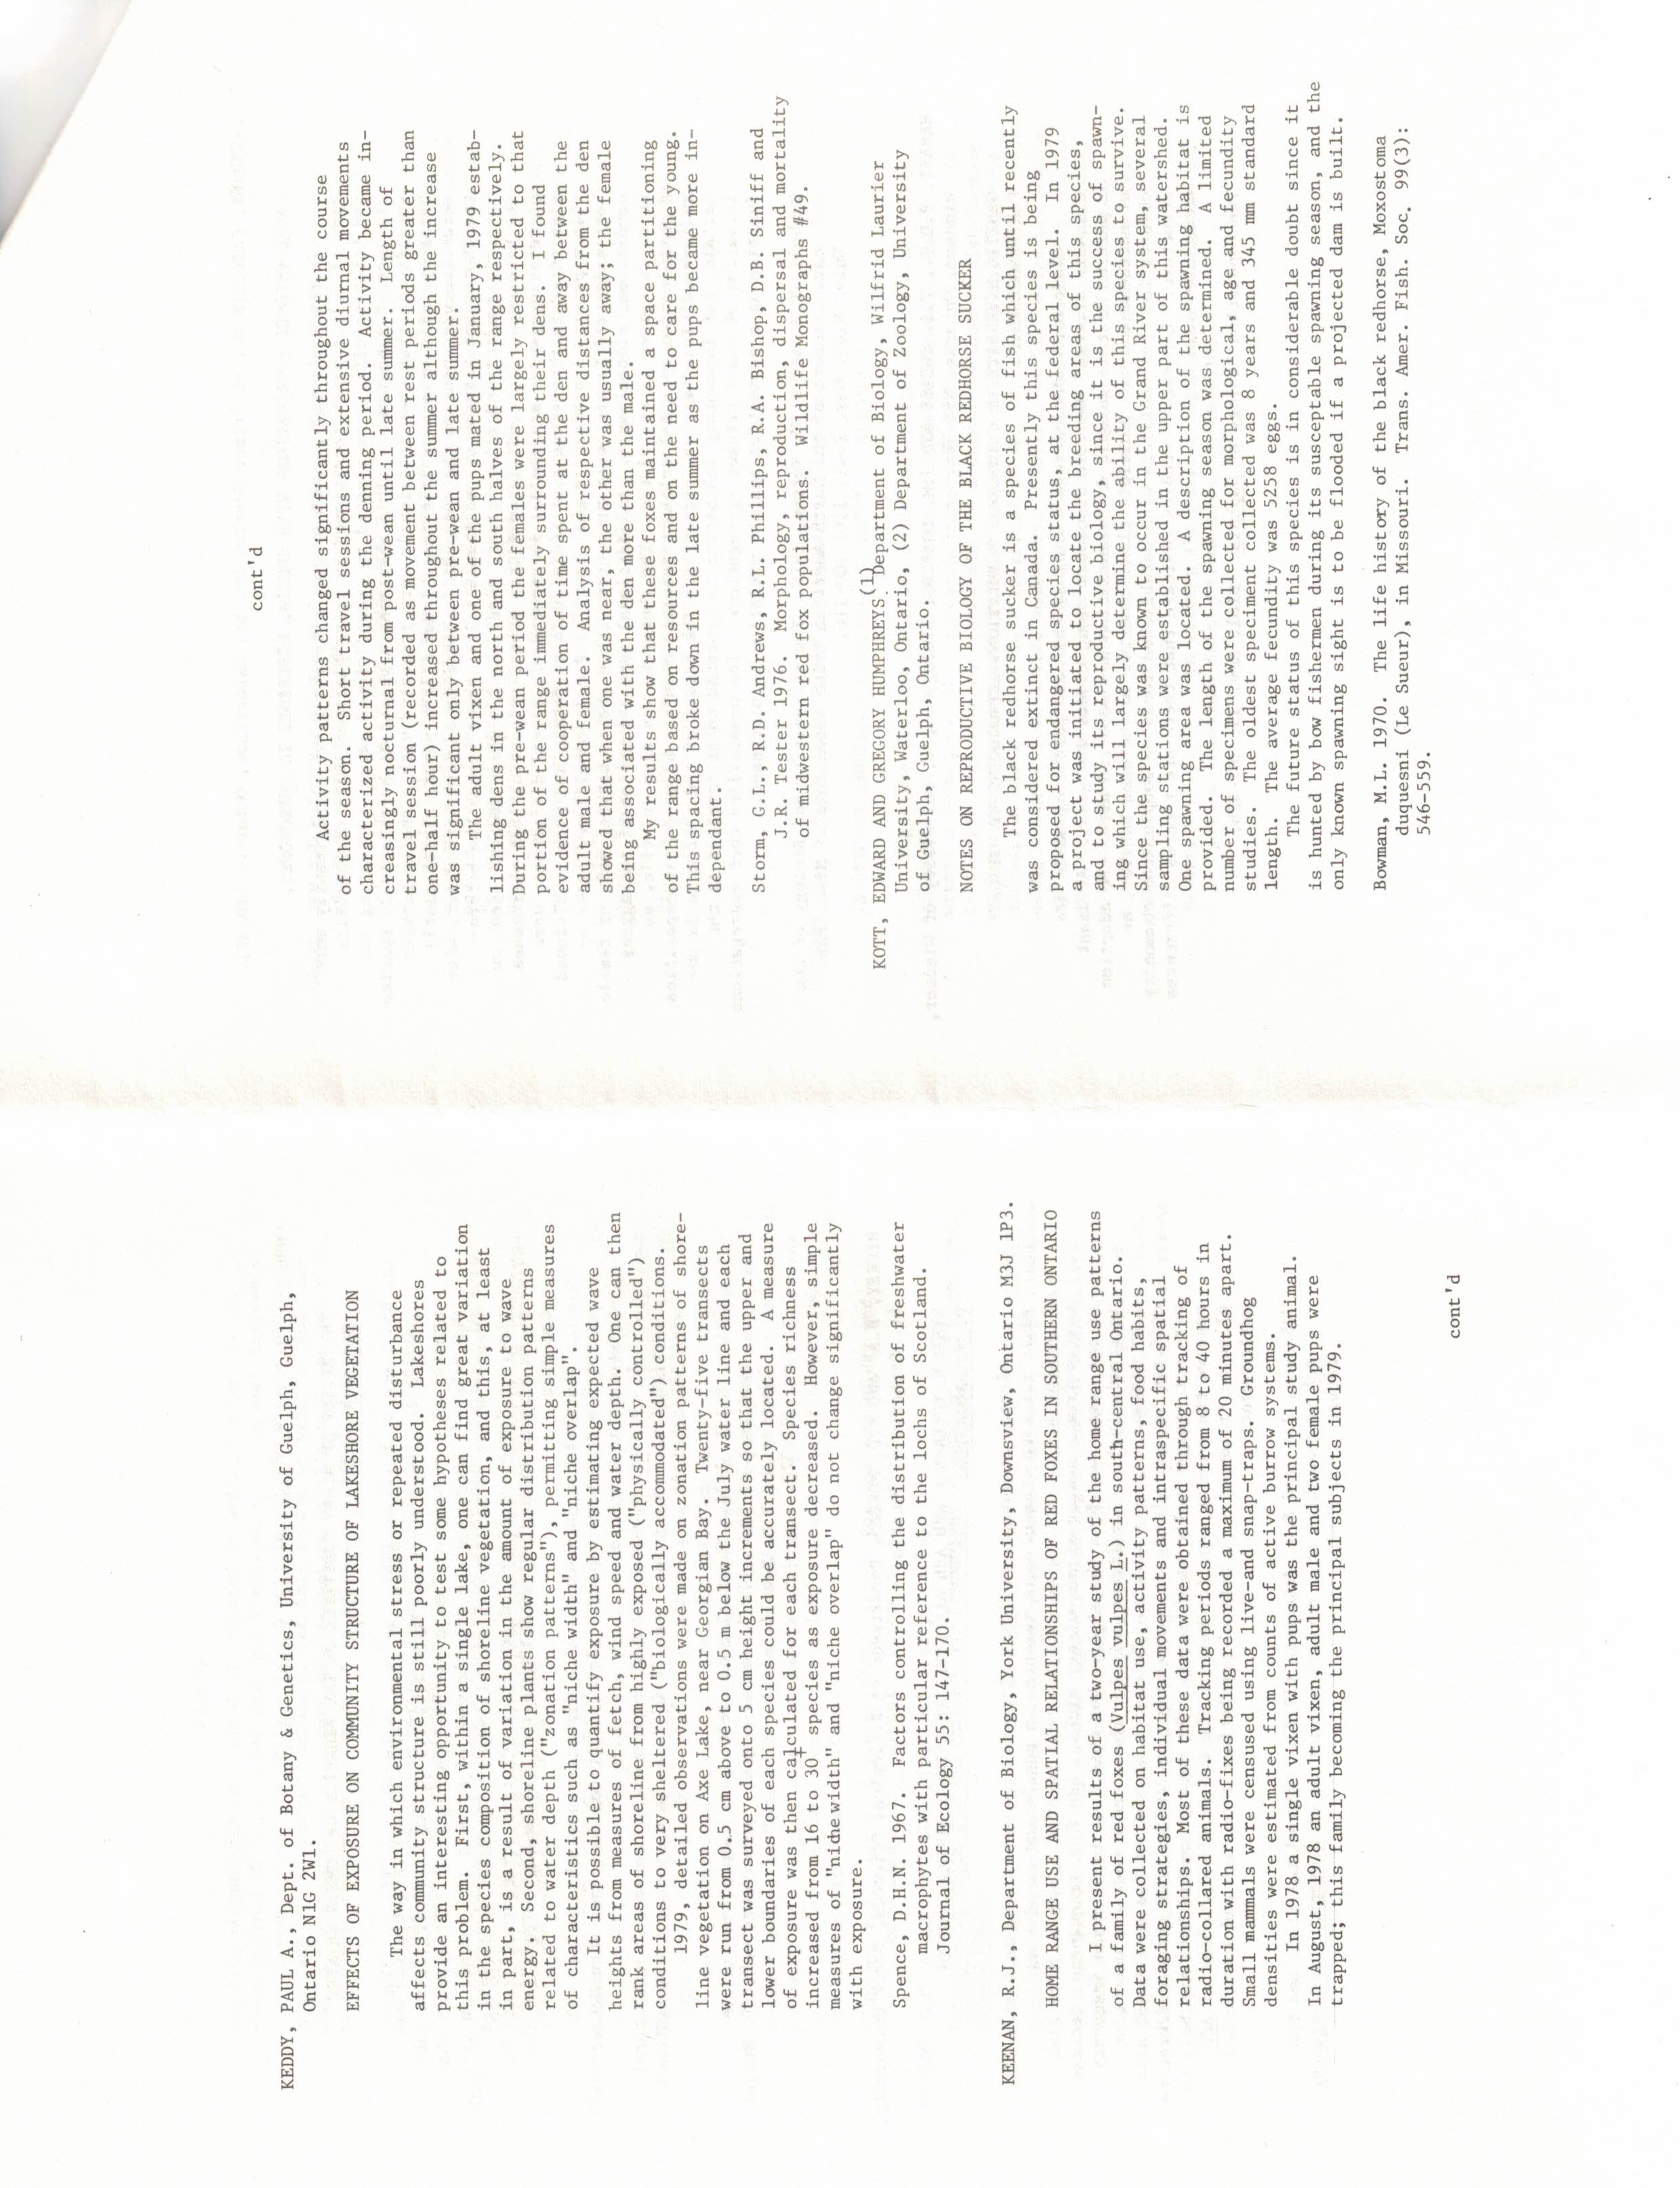 KEDDY, PAUL A., Dept. of Botany & Genetics, University of Guelph, Guelph,
Ontario N1G 2W1.
EFFECTS OF EXPOSURE ON COMMUNITY STRUCTURE OF LAKESHORE VEGETATION
The way in which environmental stress or repeated disturbance
affects community structure is still poorly understood. Lakeshores
provide an interesting opportunity to test some hypotheses related to
this problem. First, within a single lake, one can find great variation
in the species composition of shoreline vegetation, and this, at least
in part, is a result of variation in the amount of exposure to wave
energy. Second, shoreline plants show regular distribution patterns
related to water depth ("zonation patterns"), permitting simple measures
of characteristics such as "niche width" and "niche overlap".
It is possible to quantify exposure by estimating expected wave
heights from measures of fetch, wind speed and water depth. One can then
rank areas of shoreline from highly exposed ("physically controlled")
conditions to very sheltered ("biologically accommodated") conditions.
1979, detailed observations were made on zonation patterns of shore-
line vegetation on Axe Lake, near Georgian Bay. Twenty-five transects
were run from 0.5 cm above to 0.5 m below the July water line and each
transect was surveyed onto 5 cm height increments so that the upper and
lower boundaries of each species could be accurately located. A measure
of exposure was then calculated for each transect. Species richness
increased from 16 to 30± species as exposure decreased. However, simple
measures of "niche width" and "niche overlap" do not change significantly
with exposure.
Spence, D.H.N. 1967. Factors controlling the distribution of freshwater
macrophytes with particular reference to the lochs of Scotland.
Journal of Ecology 55: 147-170.
KEENAN, R.J., Department of Biology, York University, Downsview, Ontario M3J 1P3.
HOME RANGE USE AND SPATIAL RELATIONSHIPS OF RED FOXES IN SOUTHERN ONTARIO
I present results of a two-year study of the home range use patterns
of a family of red foxes (Vulpes vulpes L.) in south-central Ontario.
Data were collected on habitat use, activity patterns, food habits,
foraging strategies, individual movements and intraspecific spatial
relationships. Most of these data were obtained through tracking of
radio-collared animals. Tracking periods ranged from 8 to 40 hours in
duration with radio-fixes being recorded a maximum of 20 minutes apart.
Small mammals were censused using live-and snap-traps. Groundhog
densities were estimated from counts of active burrow systems.
In 1978 a single vixen with pups was the principal study animal.
In August, 1978 an adult vixen, adult male and two female pups were
trapped; this family becoming the principal subjects in 1979.
cont'd
cont'd
Activity patterns changed significantly throughout the course
of the season. Short travel sessions and extensive diurnal movements
characterized activity during the denning period. Activity became in-
creasingly nocturnal from post-wean until late summer. Length of
travel session (recorded as movement between rest periods greater than
one-half hour) increased throughout the summer although the increase
was significant only between pre-wean and late summer.
The adult vixen and one of the pups mated in January, 1979 estab-
lishing dens in the north and south halves of the range respectively.
During the pre-wean period the females were largely restricted to that
portion of the range immediately surrounding their dens. I found
evidence of cooperation of time spent at the den and away between the
adult male and female. Analysis of respective distances from the den
showed that when one was near, the other was usually away; the female
being associated with the den more than the male.
My results show that these foxes maintained a space partitioning
of the range based on resources and on the need to care for the young.
This spacing broke down in the late summer as the pups became more in-
dependant.
Storm, G.L., R.D. Andrews, R.L. Phillips, R.A. Bishop, D.B. Siniff and
J.R. Tester 1976. Morphology, reproduction, dispersal and mortality
of midwestern red fox populations. Wildlife Monographs #49.
KOTT, EDWARD AND GREGORY HUMPHREYS.(1) Department of Biology, Wilfrid Laurier
University, Waterloo, Ontario, (2) Department of Zoology, University
of Guelph, Guelph, Ontario.
NOTES ON REPRODUCTIVE BIOLOGY OF THE BLACK REDHORSE SUCKER
The black redhorse sucker is a species of fish which until recently
was considered extinct in Canada. Presently this species is being
proposed for endangered species status, at the federal level. In 1979
a project was initiated to locate the breeding areas of this species,
and to study its reproductive biology, since it is the success of spawn-
ing which will largely determine the ability of this species to survive.
Since the species was known to occur in the Grand River system, several
sampling stations were established in the upper part of this watershed.
One spawning area was located. A description of the spawning habitat is
provided. The length of the spawning season was determined. A limited
number of specimens were collected for morphological, age and fecundity
studies. The oldest specimen collected was 8 years and 345 mm standard
length. The average fecundity was 5258 eggs.
The future status of this species is in considerable doubt since it
is hunted by bow fishermen during its susceptable spawning season, and the
only known spawning sight is to be flooded if a projected dam is built.
Bowman, M.L. 1970. The life history of the black redhorse, Moxostoma
duquesni (Le Sueur), in Missouri. Trans. Amer. Fish. Soc. 99(3):
546-559.